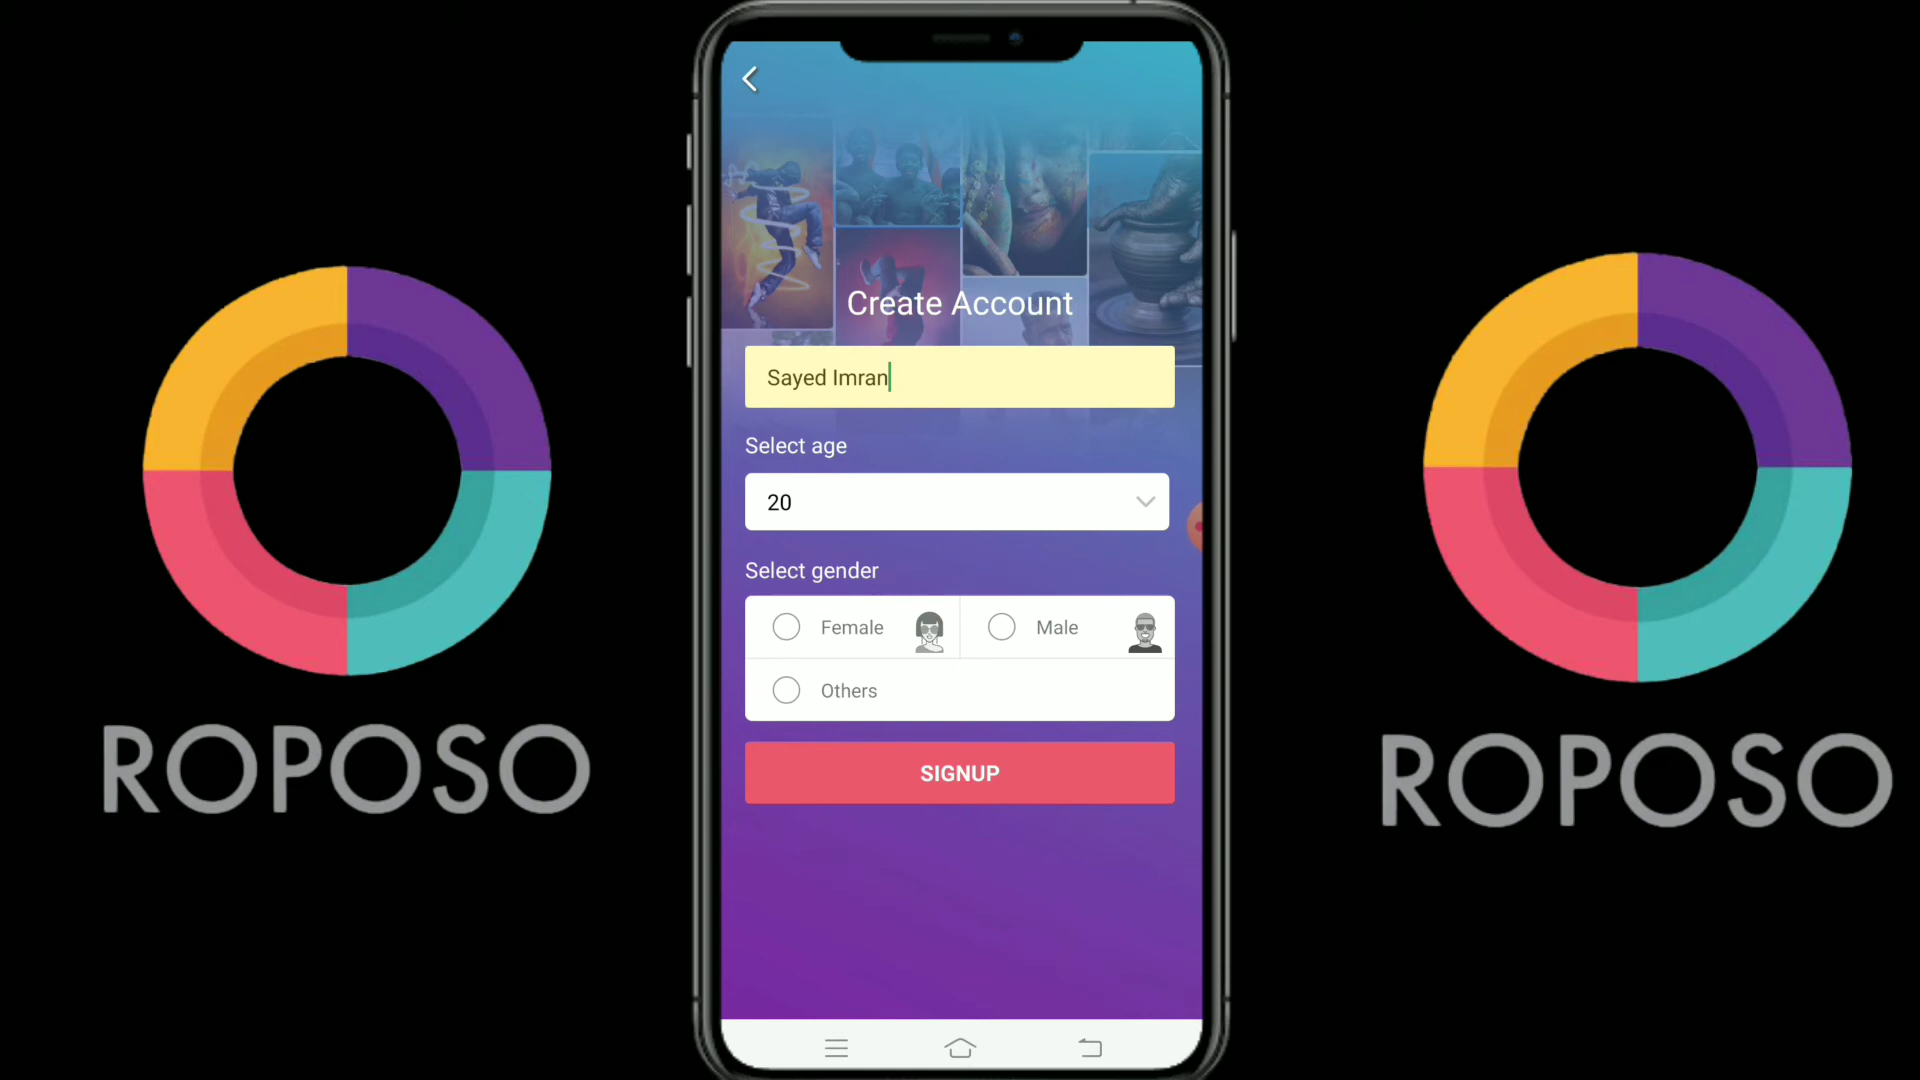 Create Account
Sayed Imran
Select age
20
Select gender
Female
Male
Others
SIGNUP
ROPOSO
ROPOSO